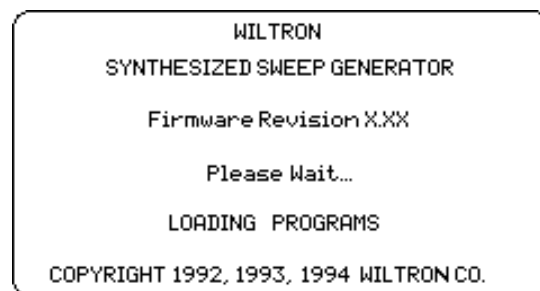 WILTRON
SYNTHESIZED SWEEP GENERATOR
Firmware Revision X.XX
Please Wait...
LOADING PROGRAMS
COPYRIGHT 1992, 1993, 1994 WILTRON CO.